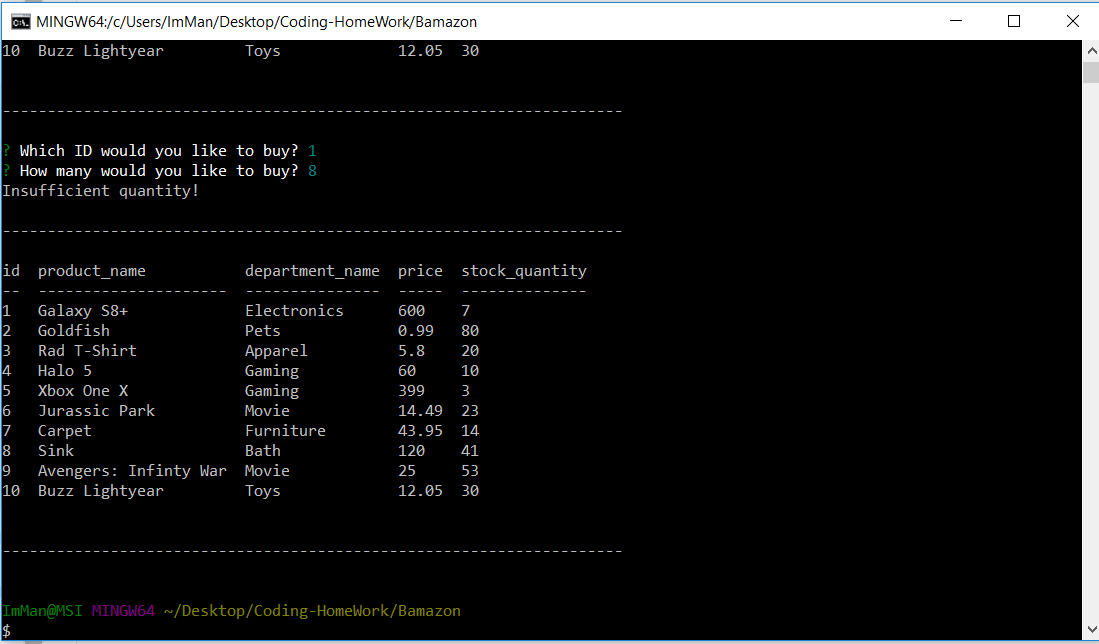 MINGW64:/c/Users/ImMan/Desktop/Coding-HomeWork/Bamazon
10  Buzz Lightyear         Toys             12.05  30
---------------------------------------------------------------------
? Which ID would you like to buy? 1
? How many would you like to buy? 8
Insufficient quantity!
---------------------------------------------------------------------
id  product_name           department_name  price  stock_quantity
--  ---------------------  ---------------  -----  --------------
1   Galaxy S8+             Electronics      600    7
2   Goldfish               Pets             0.99   80
3   Rad T-Shirt            Apparel          5.8    20
4   Halo 5                 Gaming           60     10
5   Xbox One X             Gaming           399    3
6   Jurassic Park          Movie            14.49  23
7   Carpet                 Furniture        43.95  14
8   Sink                   Bath             120    41
9   Avengers: Infinty War  Movie            25     53
10  Buzz Lightyear         Toys             12.05  30
---------------------------------------------------------------------
ImMan@MSI MINGW64 ~/Desktop/Coding-HomeWork/Bamazon
$